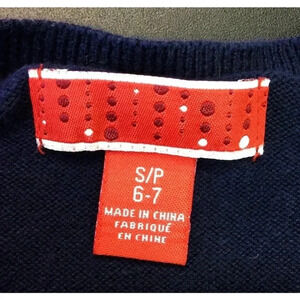 S/P
6-7
MADE IN CHINA
FABRIQUÉ
EN CHINE